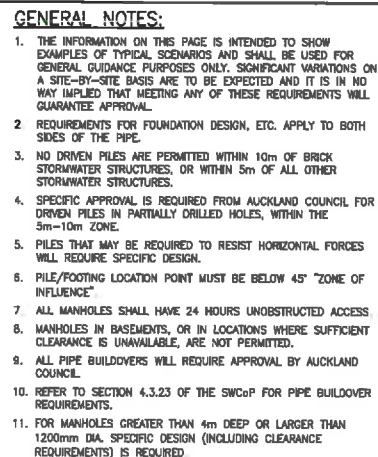 GENERAL NOTES:
1. THE INFORMATION ON THIS PAGE IS INTENDED TO SHOW
EXAMPLES OF TYPICAL SCENARIOS AND SHALL BE USED FOR
GENERAL GUIDANCE PURPOSES ONLY. SIGNIFICANT VARIATIONS ON
A SITE-BY-SITE BASIS ARE TO BE EXPECTED AND IT IS IN NO
WAY IMPLIED THAT MEETING ANY OF THESE REQUIREMENTS WILL
GUARANTEE APPROVAL.
2 REQUIREMENTS FOR FOUNDATION DESIGN, ETC. APPLY TO BOTH
SIDES OF THE PIPE.
3. NO DRIVEN PILES ARE PERMITTED WITHIN 10m OF BRICK
STORMWATER STRUCTURES, OR WITHIN 5m OF ALL OTHER
STORMWATER STRUCTURES.
4. SPECIFIC APPROVAL IS REQUIRED FROM AUCKLAND COUNCIL FOR
DRIVEN PILES IN PARTIALLY DRILLED HOLES, WITHIN THE
5m-10m ZONE.
5. PILES THAT MAY BE REQUIRED TO RESIST HORIZONTAL FORCES
WILL REQUIRE SPECIFIC DESIGN.
6. PILE/FOOTING LOCATION POINT MUST BE BELOW 45° "ZONE OF
INFLUENCE"
7 ALL MANHOLES SHALL HAVE 24 HOURS UNOBSTRUCTED ACCESS
8. MANHOLES IN BASEMENTS, OR IN LOCATIONS WHERE SUFFICIENT
CLEARANCE IS UNAVAILABLE, ARE NOT PERMITTED.
9. ALL PIPE BUILDOVERS WILL REQUIRE APPROVAL BY AUCKLAND
COUNCIL
10. REFER TO SECTION 4.3.23 OF THE SWCoP FOR PIPE BUILDOVER
REQUIREMENTS.
11. FOR MANHOLES GREATER THAN 4m DEEP OR LARGER THAN
1200mm DIA. SPECIFIC DESIGN (INCLUDING CLEARANCE
REQUIREMENTS) IS REQUIRED